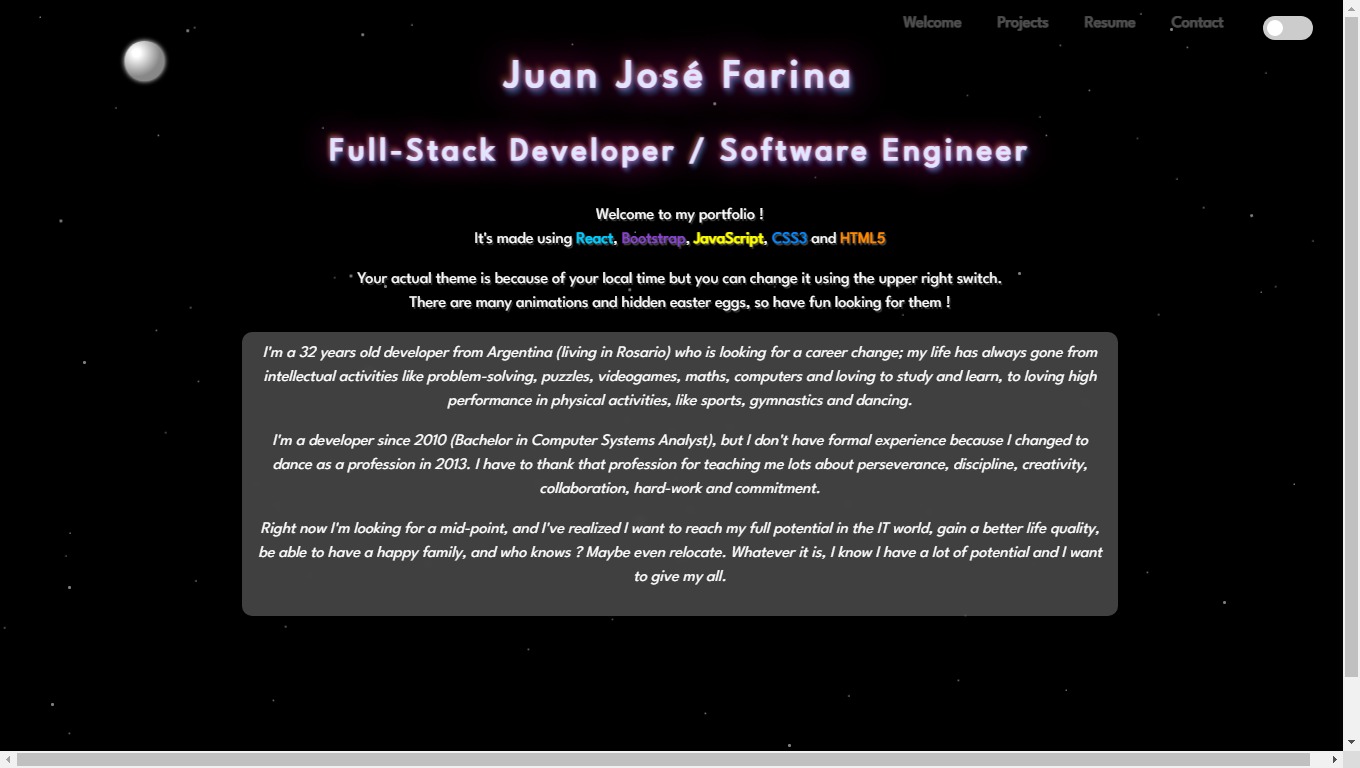 Welcome Projects Resume Contact
Juan José Farina
Full-Stack Developer / Software Engineer
Welcome to my portfolio !
It's made using React, Bootstrap, JavaScript, CSS3 and HTML5
Your actual theme is because of your local time but you can change it using the upper right switch.
There are many animations and hidden easter eggs, so have fun looking for them !
I'm a 32 years old developer from Argentina (living in Rosario) who is looking for a career change; my life has always gone from
intellectual activities like problem-solving, puzzles, videogames, maths, computers and loving to study and learn, to loving high
performance in physical activities, like sports, gymnastics and dancing.
I'm a developer since 2010 (Bachelor in Computer Systems Analyst), but I don't have formal experience because I changed to
dance as a profession in 2013. I have to thank that profession for teaching me lots about perseverance, discipline, creativity,
collaboration, hard-work and commitment.
Right now I'm looking for a mid-point, and I've realized I want to reach my full potential in the IT world, gain a better life quality,
be able to have a happy family, and who knows ? Maybe even relocate. Whatever it is, I know I have a lot of potential and I want
to give my all.